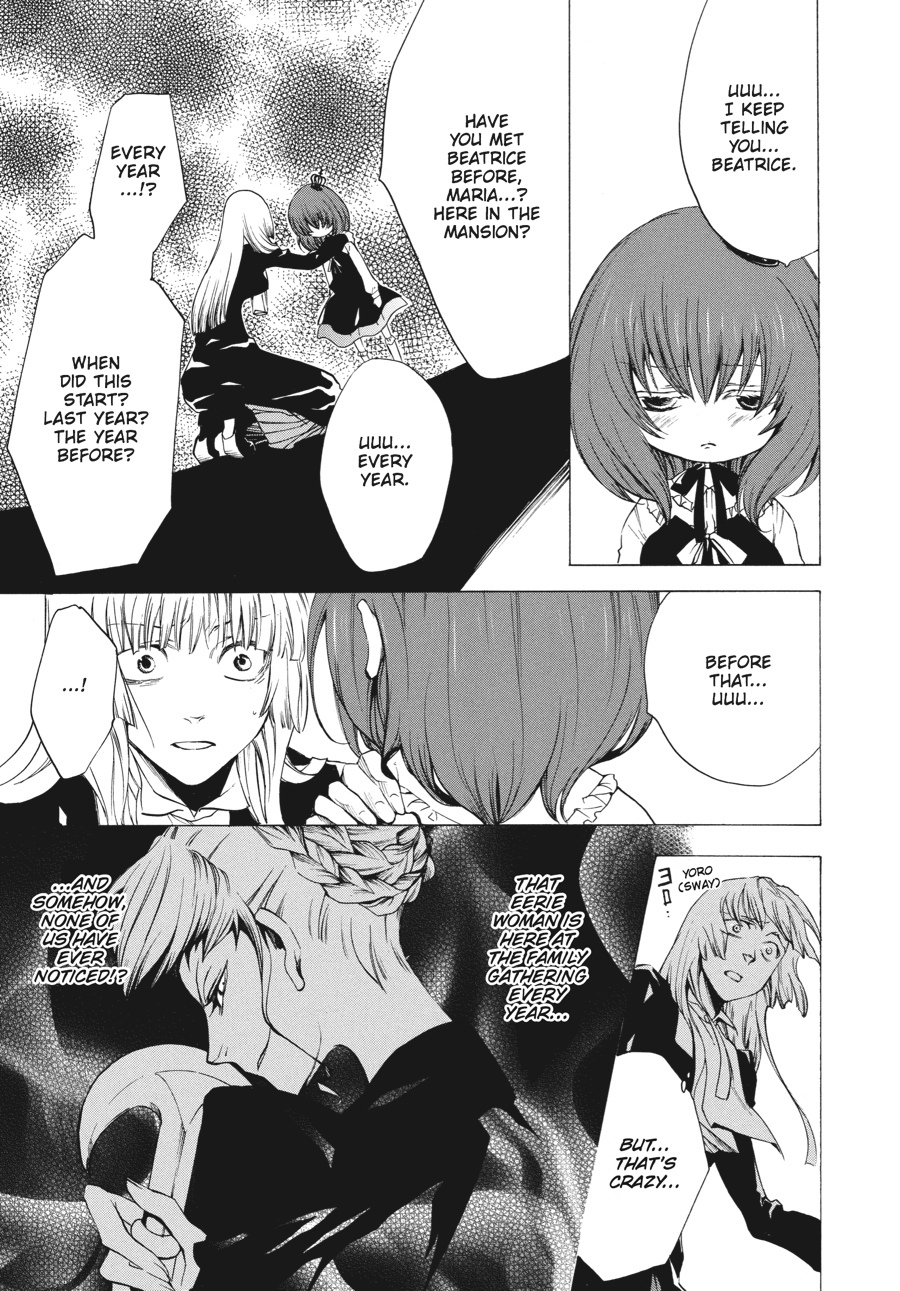 UUU...
I KEEP
TELLING
YOU...
BEATRICE.
HAVE
YOU MET
BEATRICE
BEFORE,
MARIA...?
HERE IN THE
MANSION?
UUU...
EVERY
YEAR.
EVERY
YEAR
...!?
WHEN
DID THIS
START?
LAST YEAR?
THE YEAR
BEFORE?
BEFORE
THAT...
UUU...
...!
ヨロ…
YORO
(SWAY)
BUT...
THAT'S
CRAZY...
THAT
EERIE
WOMAN IS
HERE AT
THE FAMILY
GATHERING
EVERY
YEAR...
...AND
SOMEHOW,
NONE OF
US HAVE
EVER
NOTICED!?